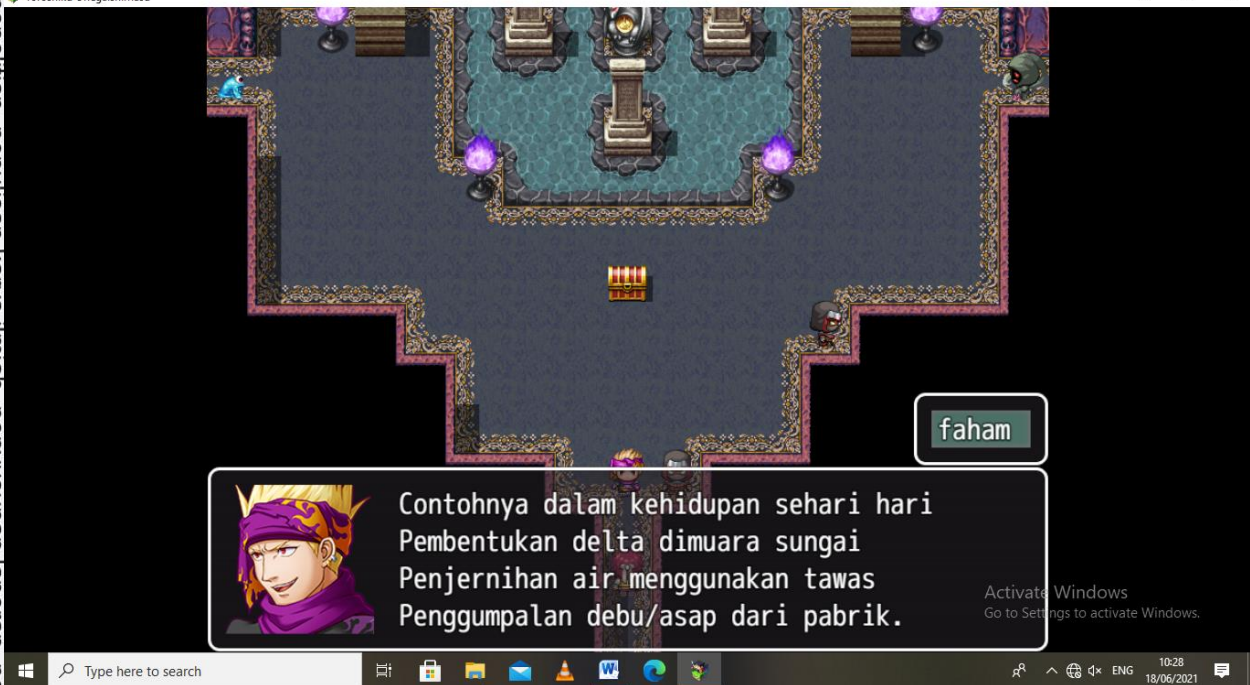 faham
Contohnya dalam kehidupan sehari hari
Pembentukan delta dimuara sungai
Penjernihan air menggunakan tawas
Penggumpalan debu/asap dari pabrik.
Activate Windows
Go to Settings to activate Windows.
Type here to search
ENG
10:28
18/06/2021